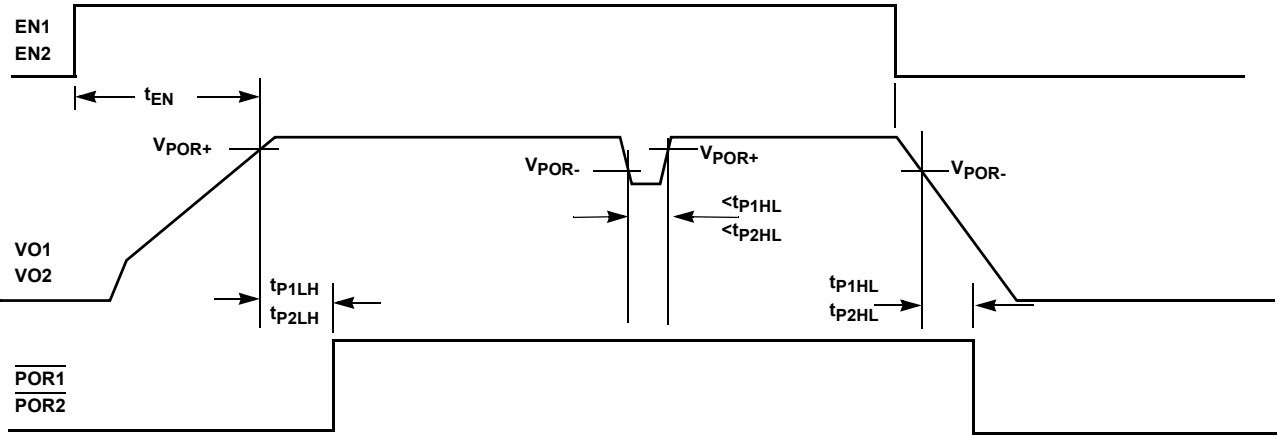 EN1
EN2
tEN
VPOR+
VPOR-
VPOR+
VPOR-
<tP1HL
<tP2HL
VO1
VO2
tP1LH
tP2LH
tP1HL
tP2HL
POR1
POR2